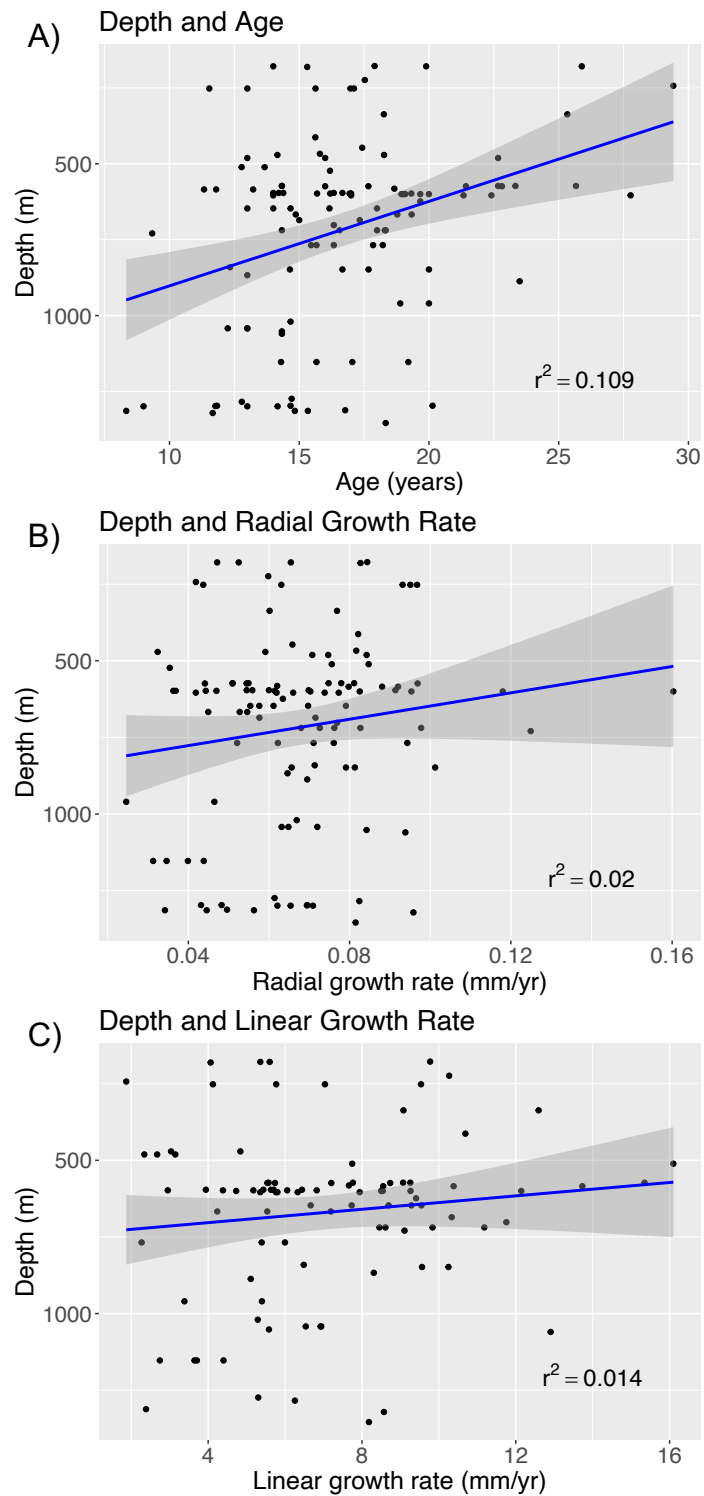 A)
Depth and Age
Depth (m)
500
1000
r² = 0.109
10 15 20 25 30
Age (years)
B)
Depth and Radial Growth Rate
Depth (m)
500
1000
r² = 0.02
0.04 0.08 0.12 0.16
Radial growth rate (mm/yr)
C)
Depth and Linear Growth Rate
Depth (m)
500
1000
r² = 0.014
4 8 12 16
Linear growth rate (mm/yr)